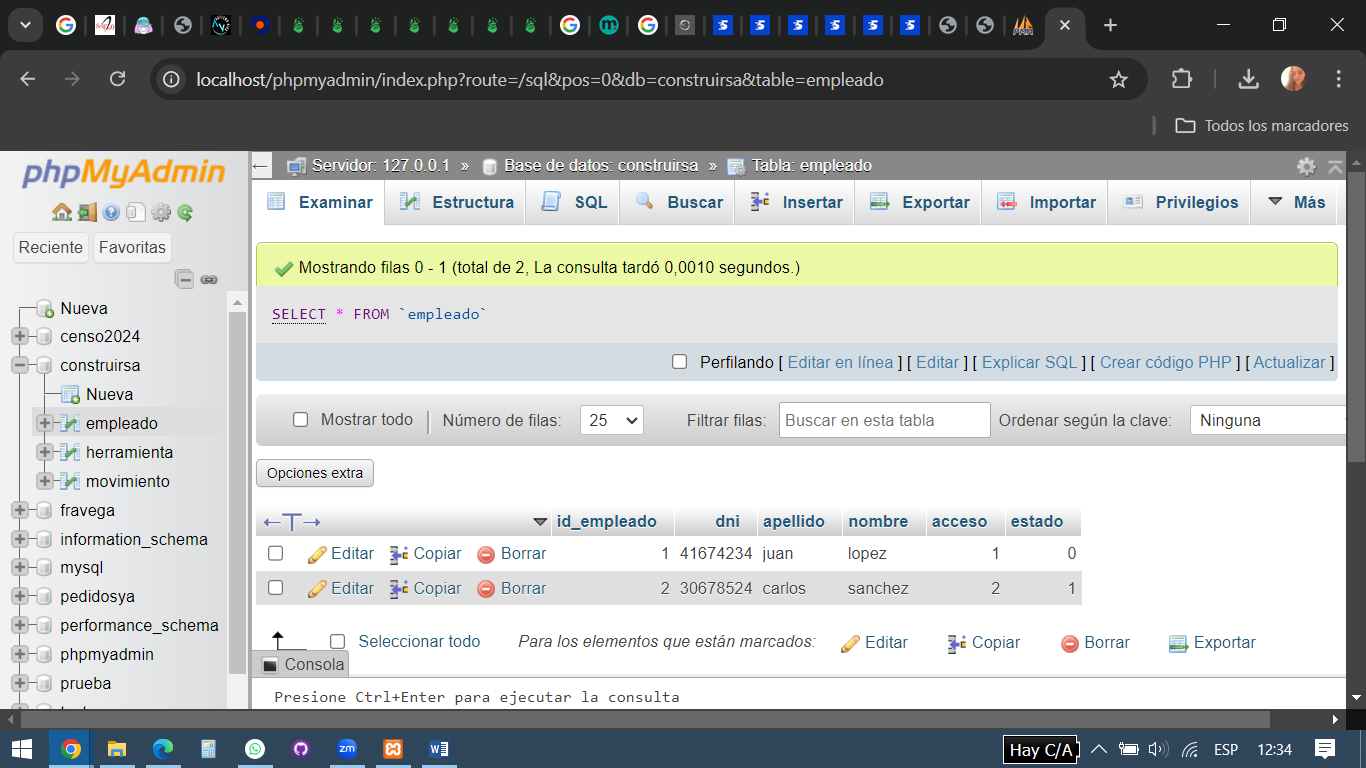 localhost/phpmyadmin/index.php?route=/sql&pos=0&db=construirsa&table=empleado
Todos los marcadores
phpMyAdmin
Reciente Favoritas
Nueva
censo2024
construirsa
Nueva
empleado
herramienta
movimiento
fravega
information_schema
mysql
pedidosya
performance_schema
phpmyadmin
prueba
Servidor: 127.0.0.1 » Base de datos: construirsa » Tabla: empleado
Examinar Estructura SQL Buscar Insertar Exportar Importar Privilegios Más
Mostrando filas 0 - 1 (total de 2, La consulta tardó 0,0010 segundos.)
SELECT * FROM `empleado`
Perfilando [ Editar en línea ] [ Editar ] [ Explicar SQL ] [ Crear código PHP ] [ Actualizar ]
Mostrar todo Número de filas: 25 Filtrar filas: Buscar en esta tabla Ordenar según la clave: Ninguna
Opciones extra
←T→ id_empleado dni apellido nombre acceso estado
Editar Copiar Borrar 1 41674234 juan lopez 1 0
Editar Copiar Borrar 2 30678524 carlos sanchez 2 1
Seleccionar todo Para los elementos que están marcados: Editar Copiar Borrar Exportar
Consola
Presione Ctrl+Enter para ejecutar la consulta
Hay C/A ESP 12:34